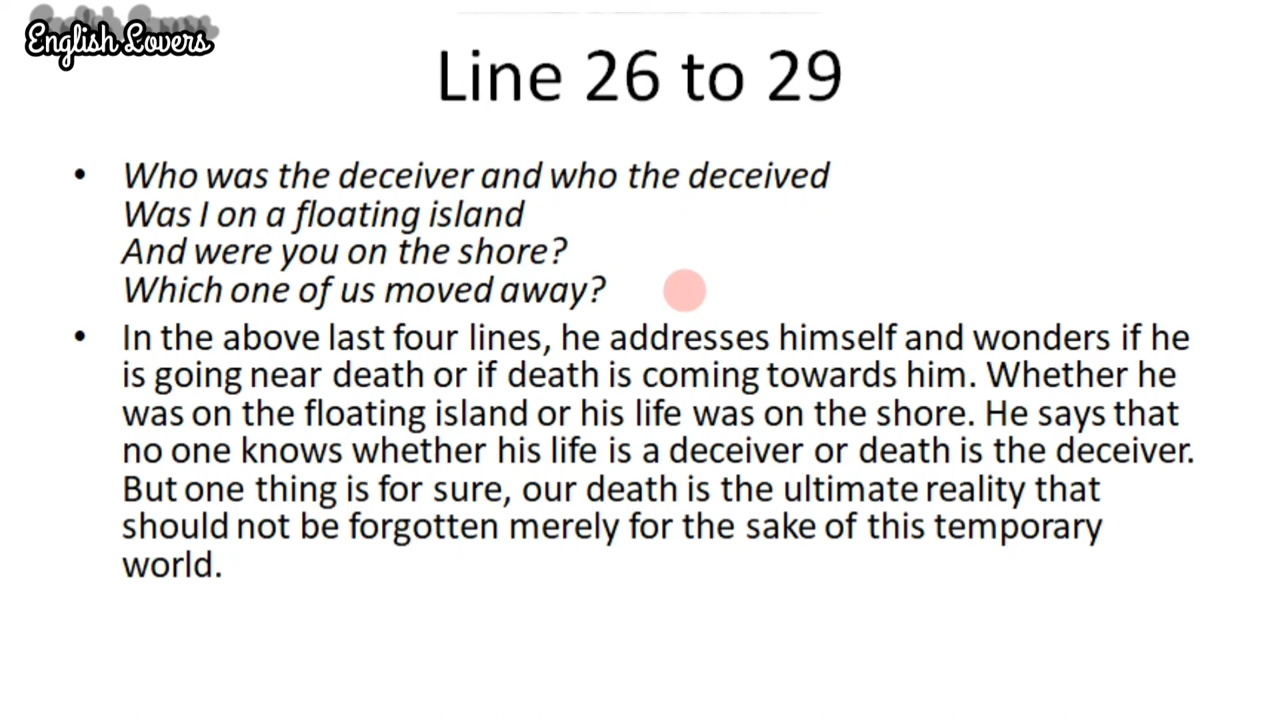 English Lovers
Line 26 to 29
• Who was the deceiver and who the deceived
Was I on a floating island
And were you on the shore?
Which one of us moved away?
• In the above last four lines, he addresses himself and wonders if he
is going near death or if death is coming towards him. Whether he
was on the floating island or his life was on the shore. He says that
no one knows whether his life is a deceiver or death is the deceiver.
But one thing is for sure, our death is the ultimate reality that
should not be forgotten merely for the sake of this temporary
world.